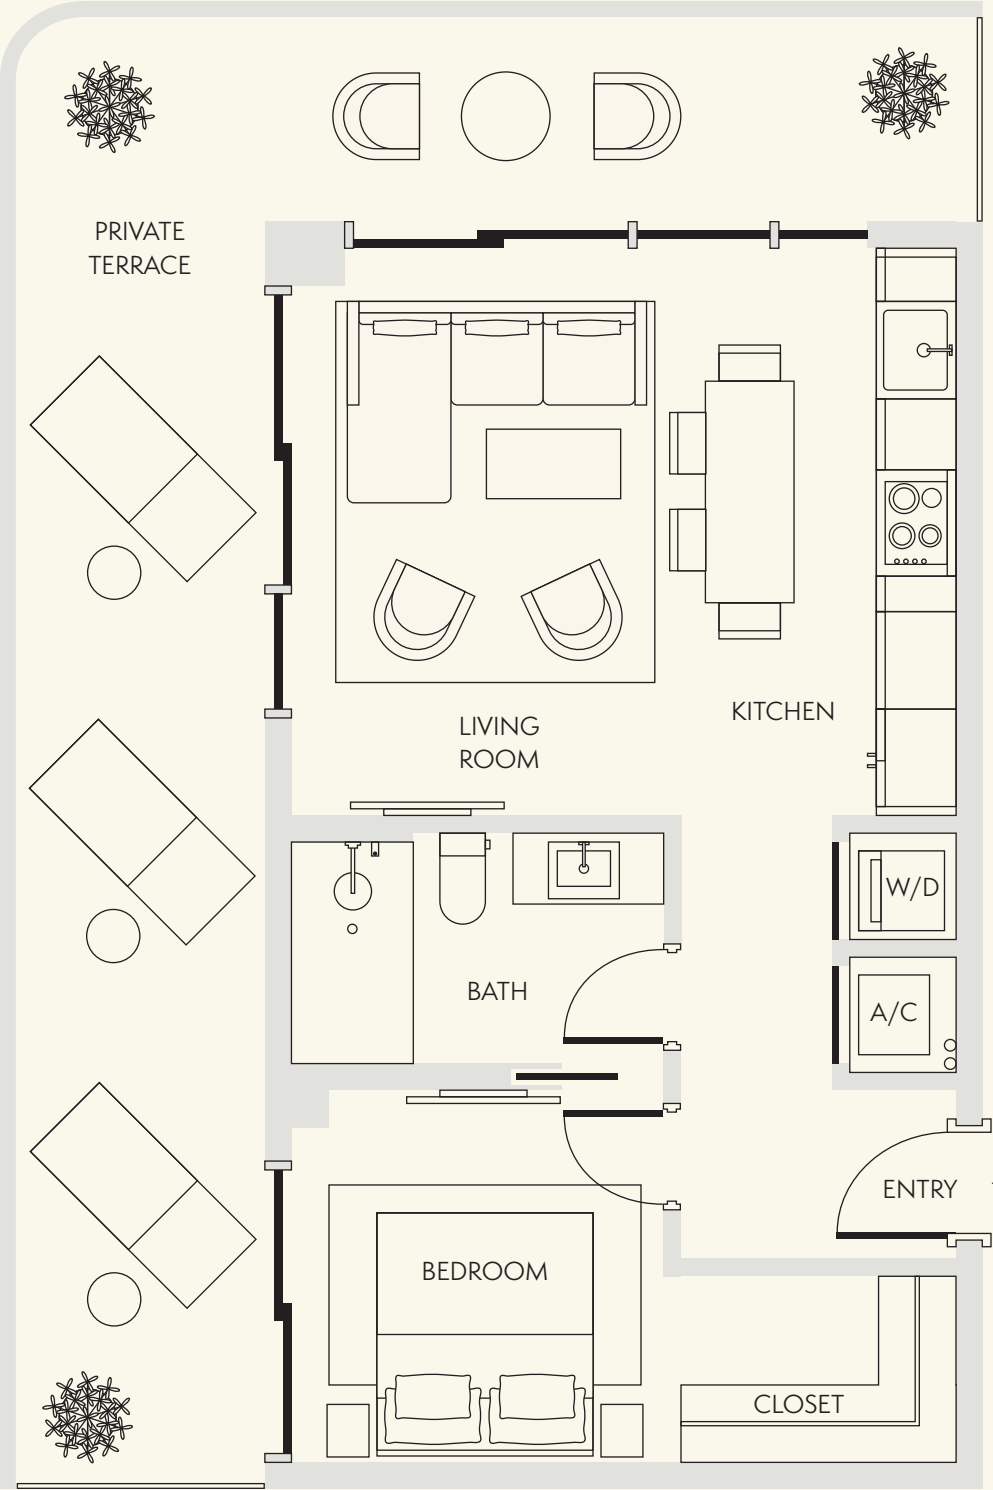 PRIVATE
TERRACE
KITCHEN
LIVING
ROOM
W/D
BATH
A/C
ENTRY
BEDROOM
CLOSET